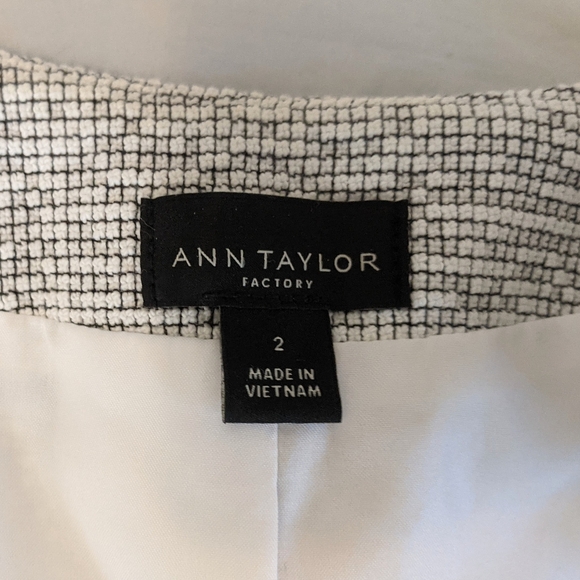 ANN TAYLOR
FACTORY
2
MADE IN
VIETNAM